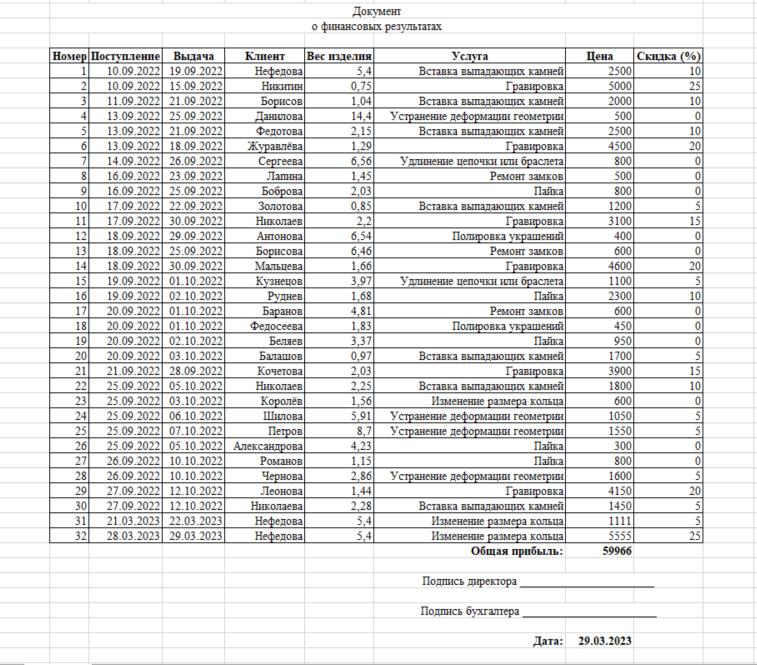 Документ
о финансовых результатах
Номер Поступление Выдача Клиент Вес изделия Услуга Цена Скидка (%)
1 10.09.2022 19.09.2022 Нефедова 5,4 Вставка выпадающих камней 2500 10
2 10.09.2022 15.09.2022 Никитин 0,75 Гравировка 5000 25
3 11.09.2022 21.09.2022 Борисов 1,04 Вставка выпадающих камней 2000 10
4 13.09.2022 25.09.2022 Данилова 14,4 Устранение деформации геометрии 500 0
5 13.09.2022 21.09.2022 Федотова 2,15 Вставка выпадающих камней 2500 10
6 13.09.2022 18.09.2022 Журавлёва 1,29 Гравировка 4500 20
7 14.09.2022 26.09.2022 Сергеева 6,56 Удлинение цепочки или браслета 800 0
8 16.09.2022 23.09.2022 Лапина 1,45 Ремонт замков 500 0
9 16.09.2022 25.09.2022 Боброва 2,03 Пайка 800 0
10 17.09.2022 22.09.2022 Золотова 0,85 Вставка выпадающих камней 1200 5
11 17.09.2022 30.09.2022 Николаев 2,2 Гравировка 3100 15
12 18.09.2022 29.09.2022 Антонова 6,54 Полировка украшений 400 0
13 18.09.2022 25.09.2022 Борисова 6,46 Ремонт замков 600 0
14 18.09.2022 30.09.2022 Мальцева 1,66 Гравировка 4600 20
15 19.09.2022 01.10.2022 Кузнецов 3,97 Удлинение цепочки или браслета 1100 5
16 19.09.2022 02.10.2022 Руднев 1,68 Пайка 2300 10
17 20.09.2022 01.10.2022 Баранов 4,81 Ремонт замков 600 0
18 20.09.2022 01.10.2022 Федосеева 1,83 Полировка украшений 450 0
19 20.09.2022 02.10.2022 Беляев 3,37 Пайка 950 0
20 20.09.2022 03.10.2022 Балашов 0,97 Вставка выпадающих камней 1700 5
21 21.09.2022 28.09.2022 Кочетова 2,03 Гравировка 3900 15
22 25.09.2022 05.10.2022 Николаев 2,25 Вставка выпадающих камней 1800 10
23 25.09.2022 03.10.2022 Королёв 1,56 Изменение размера кольца 600 0
24 25.09.2022 06.10.2022 Шилова 5,91 Устранение деформации геометрии 1050 5
25 25.09.2022 07.10.2022 Петров 8,7 Устранение деформации геометрии 1550 5
26 25.09.2022 05.10.2022 Александрова 4,23 Пайка 300 0
27 26.09.2022 10.10.2022 Романов 1,15 Пайка 800 0
28 26.09.2022 10.10.2022 Чернова 2,86 Устранение деформации геометрии 1600 5
29 27.09.2022 12.10.2022 Леонова 1,44 Гравировка 4150 20
30 27.09.2022 12.10.2022 Николаева 2,28 Вставка выпадающих камней 1450 5
31 21.03.2023 22.03.2023 Нефедова 5,4 Изменение размера кольца 1111 5
32 28.03.2023 29.03.2023 Нефедова 5,4 Изменение размера кольца 5555 25
Общая прибыль: 59966
Подпись директора ______________________
Подпись бухгалтера ______________________
Дата: 29.03.2023